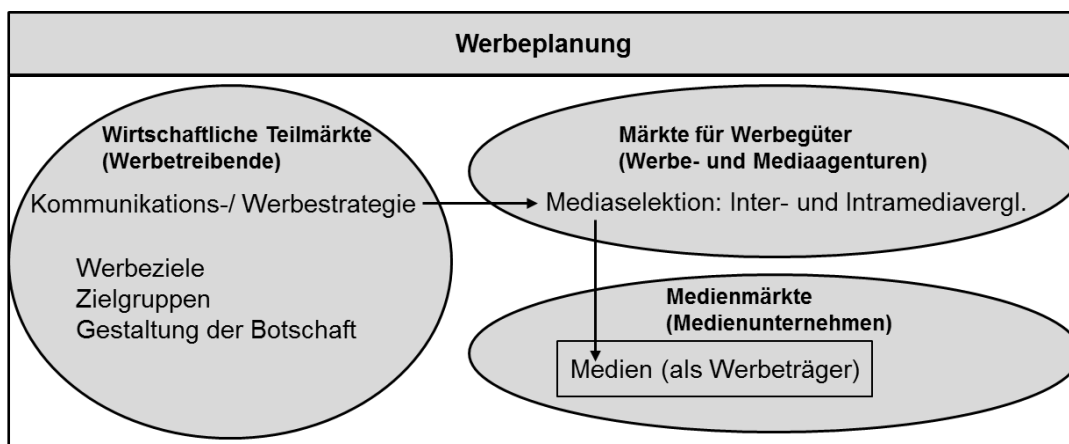 Werbeplanung
Wirtschaftliche Teilmärkte
(Werbetreibende)
Kommunikations-/ Werbestrategie
Werbeziele
Zielgruppen
Gestaltung der Botschaft
Märkte für Werbegüter
(Werbe- und Mediaagenturen)
Mediaselektion: Inter- und Intramediavergl.
Medienmärkte
(Medienunternehmen)
Medien (als Werbeträger)